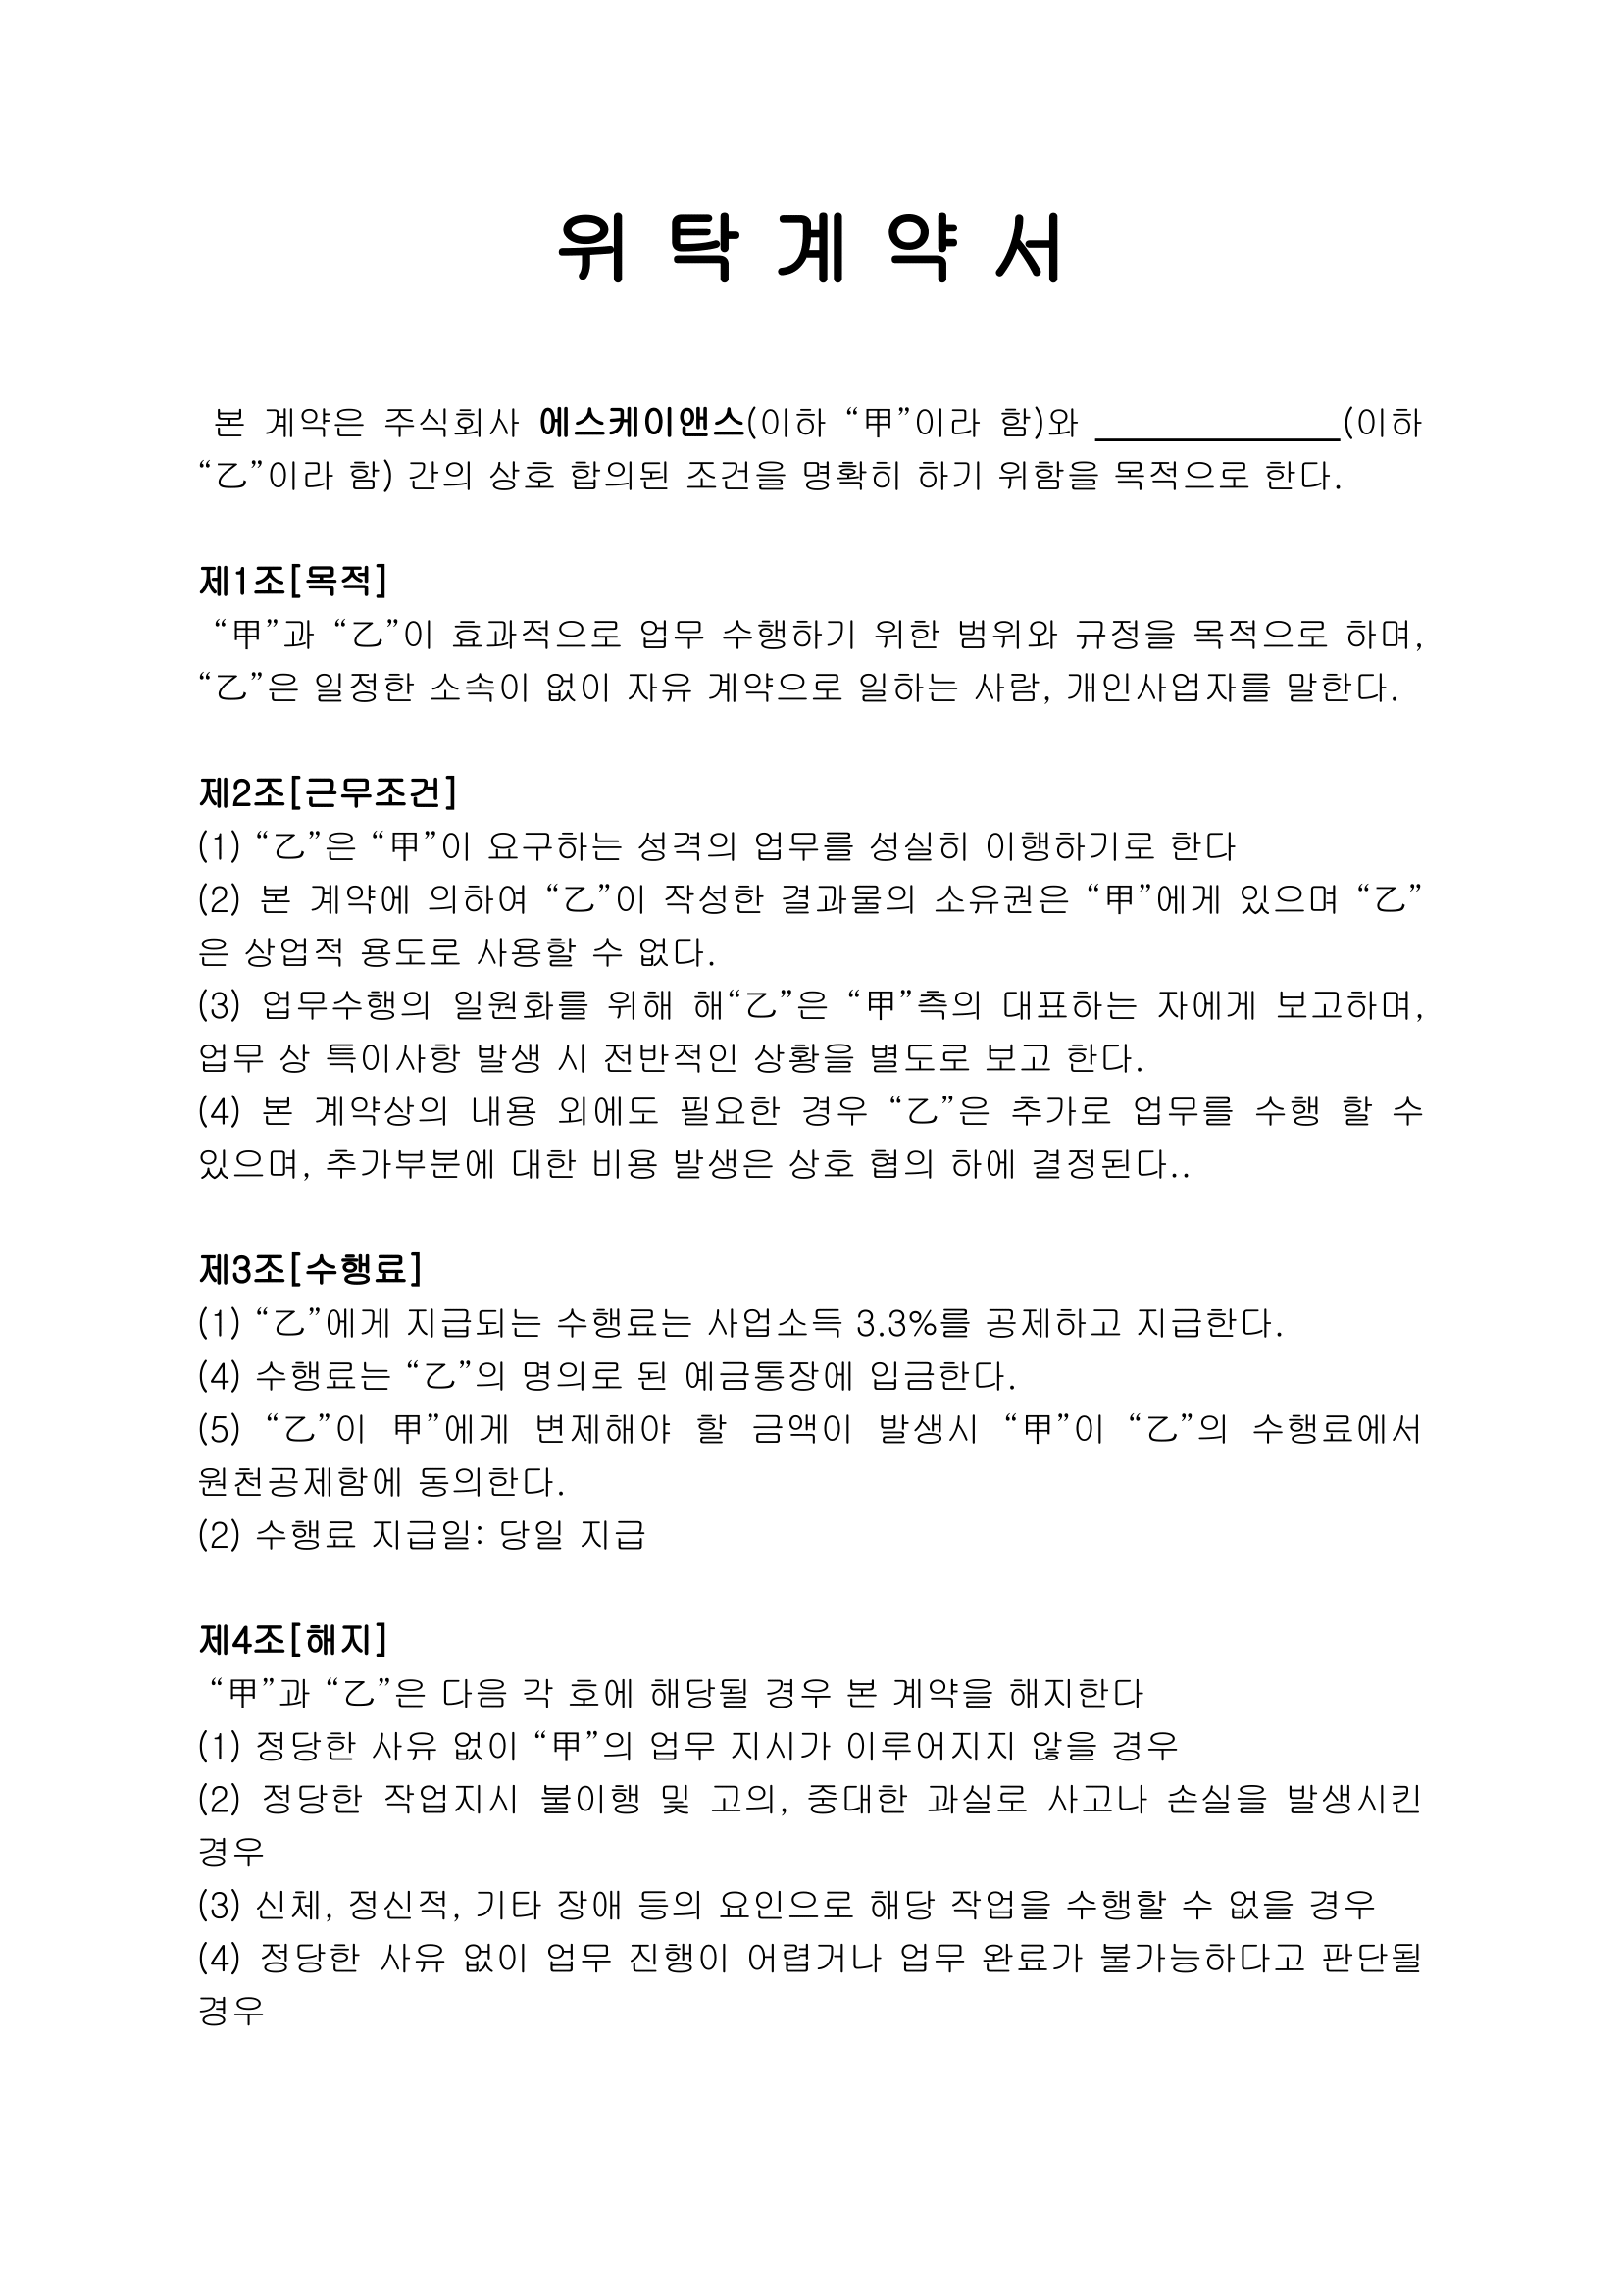 위 탁 계 약 서
본 계약은 주식회사 에스케이앤스(이하 “甲”이라 함)와 ____________(이하
“乙”이라 함) 간의 상호 합의된 조건을 명확히 하기 위함을 목적으로 한다.
제1조[목적]
“甲”과 “乙”이 효과적으로 업무 수행하기 위한 범위와 규정을 목적으로 하며,
“乙”은 일정한 소속이 없이 자유 계약으로 일하는 사람, 개인사업자를 말한다.
제2조[근무조건]
(1) “乙”은 “甲”이 요구하는 성격의 업무를 성실히 이행하기로 한다
(2) 본 계약에 의하여 “乙”이 작성한 결과물의 소유권은 “甲”에게 있으며 “乙”
은 상업적 용도로 사용할 수 없다.
(3) 업무수행의 일원화를 위해 해“乙”은 “甲”측의 대표하는 자에게 보고하며,
업무 상 특이사항 발생 시 전반적인 상황을 별도로 보고 한다.
(4) 본 계약상의 내용 외에도 필요한 경우 “乙”은 추가로 업무를 수행 할 수
있으며, 추가부분에 대한 비용 발생은 상호 협의 하에 결정된다..
제3조[수행료]
(1) “乙”에게 지급되는 수행료는 사업소득 3.3%를 공제하고 지급한다.
(4) 수행료는 “乙”의 명의로 된 예금통장에 입금한다.
(5) “乙”이 甲”에게 변제해야 할 금액이 발생시 “甲”이 “乙”의 수행료에서
원천공제함에 동의한다.
(2) 수행료 지급일: 당일 지급
제4조[해지]
“甲”과 “乙”은 다음 각 호에 해당될 경우 본 계약을 해지한다
(1) 정당한 사유 없이 “甲”의 업무 지시가 이루어지지 않을 경우
(2) 정당한 작업지시 불이행 및 고의, 중대한 과실로 사고나 손실을 발생시킨
경우
(3) 신체, 정신적, 기타 장애 등의 요인으로 해당 작업을 수행할 수 없을 경우
(4) 정당한 사유 없이 업무 진행이 어렵거나 업무 완료가 불가능하다고 판단될
경우